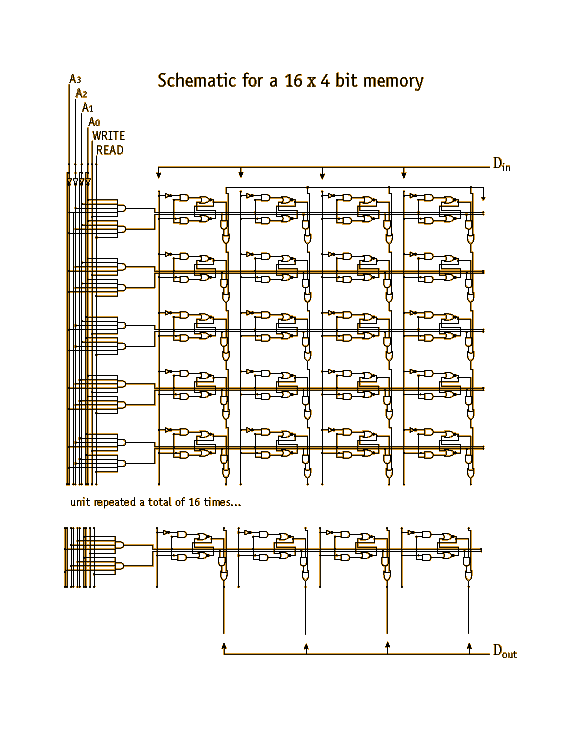 Schematic for a 16 x 4 bit memory
A3
A2
A1
A0
WRITE
READ
Din
unit repeated a total of 16 times...
Dout